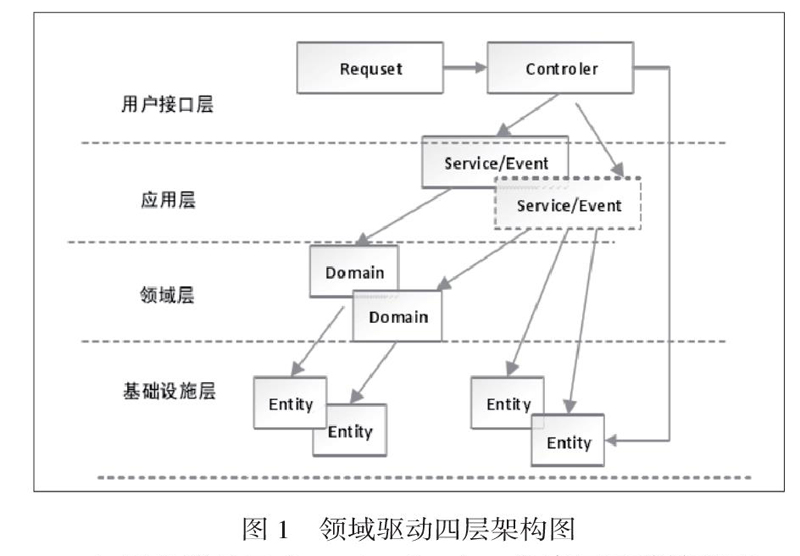 Requset
Controler
用户接口层
Service/Event
应用层
Service/Event
Domain
领域层
Domain
基础设施层
Entity
Entity
Entity
Entity
图 1 领域驱动四层架构图